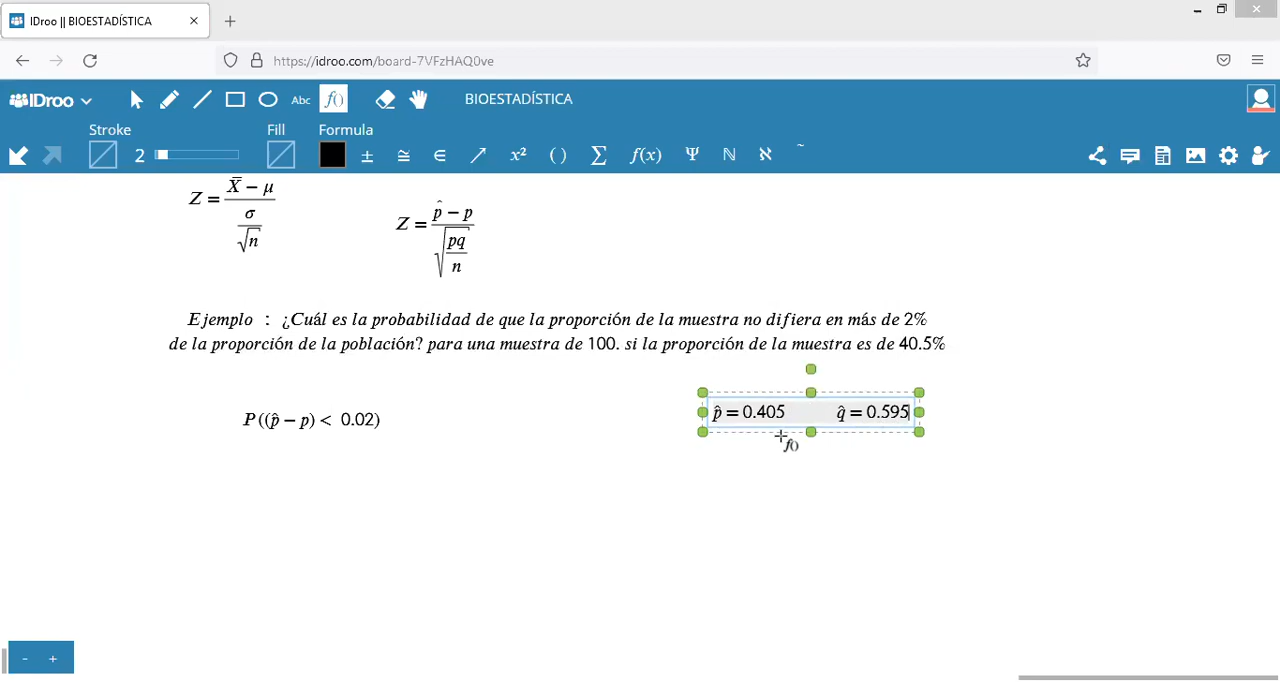 IDroo || BIOESTADÍSTICA
https://idroo.com/board-7VFzHAQ0ve
IDroo Abc f() BIOESTADÍSTICA
Stroke Fill Formula
2 ± ≅ ∈ x² ( ) ∑ f(x) Ψ ℕ ℵ ~
Z = (X̄ − μ) / (σ / √n)
Z = (p̂ − p) / √(pq / n)
Ejemplo : ¿Cuál es la probabilidad de que la proporción de la muestra no difiera en más de 2%
de la proporción de la población? para una muestra de 100. si la proporción de la muestra es de 40.5%
p̂ = 0.405 q̂ = 0.595
P((p̂ − p) < 0.02)
f()
- +